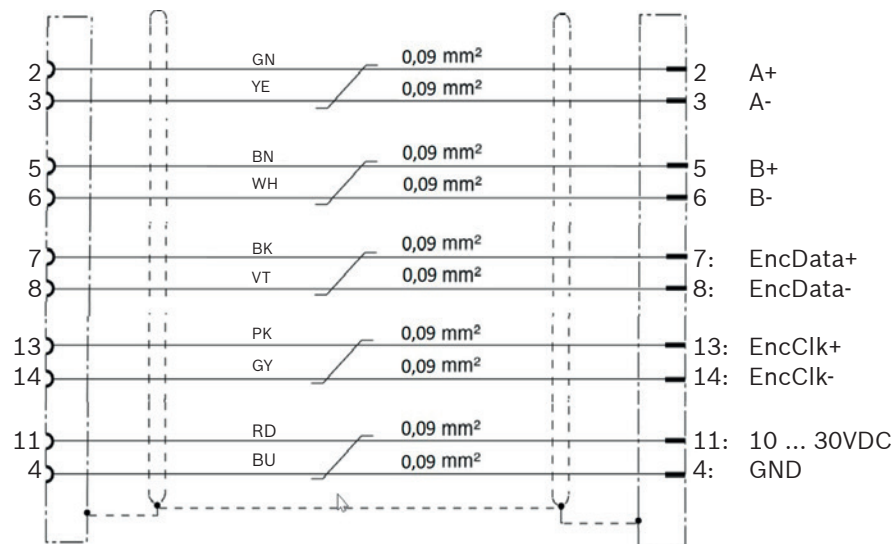 2 GN 0,09 mm² 2 A+
3 YE 0,09 mm² 3 A-
5 BN 0,09 mm² 5 B+
6 WH 0,09 mm² 6 B-
7 BK 0,09 mm² 7: EncData+
8 VT 0,09 mm² 8: EncData-
13 PK 0,09 mm² 13: EncClk+
14 GY 0,09 mm² 14: EncClk-
11 RD 0,09 mm² 11: 10 ... 30VDC
4 BU 0,09 mm² 4: GND